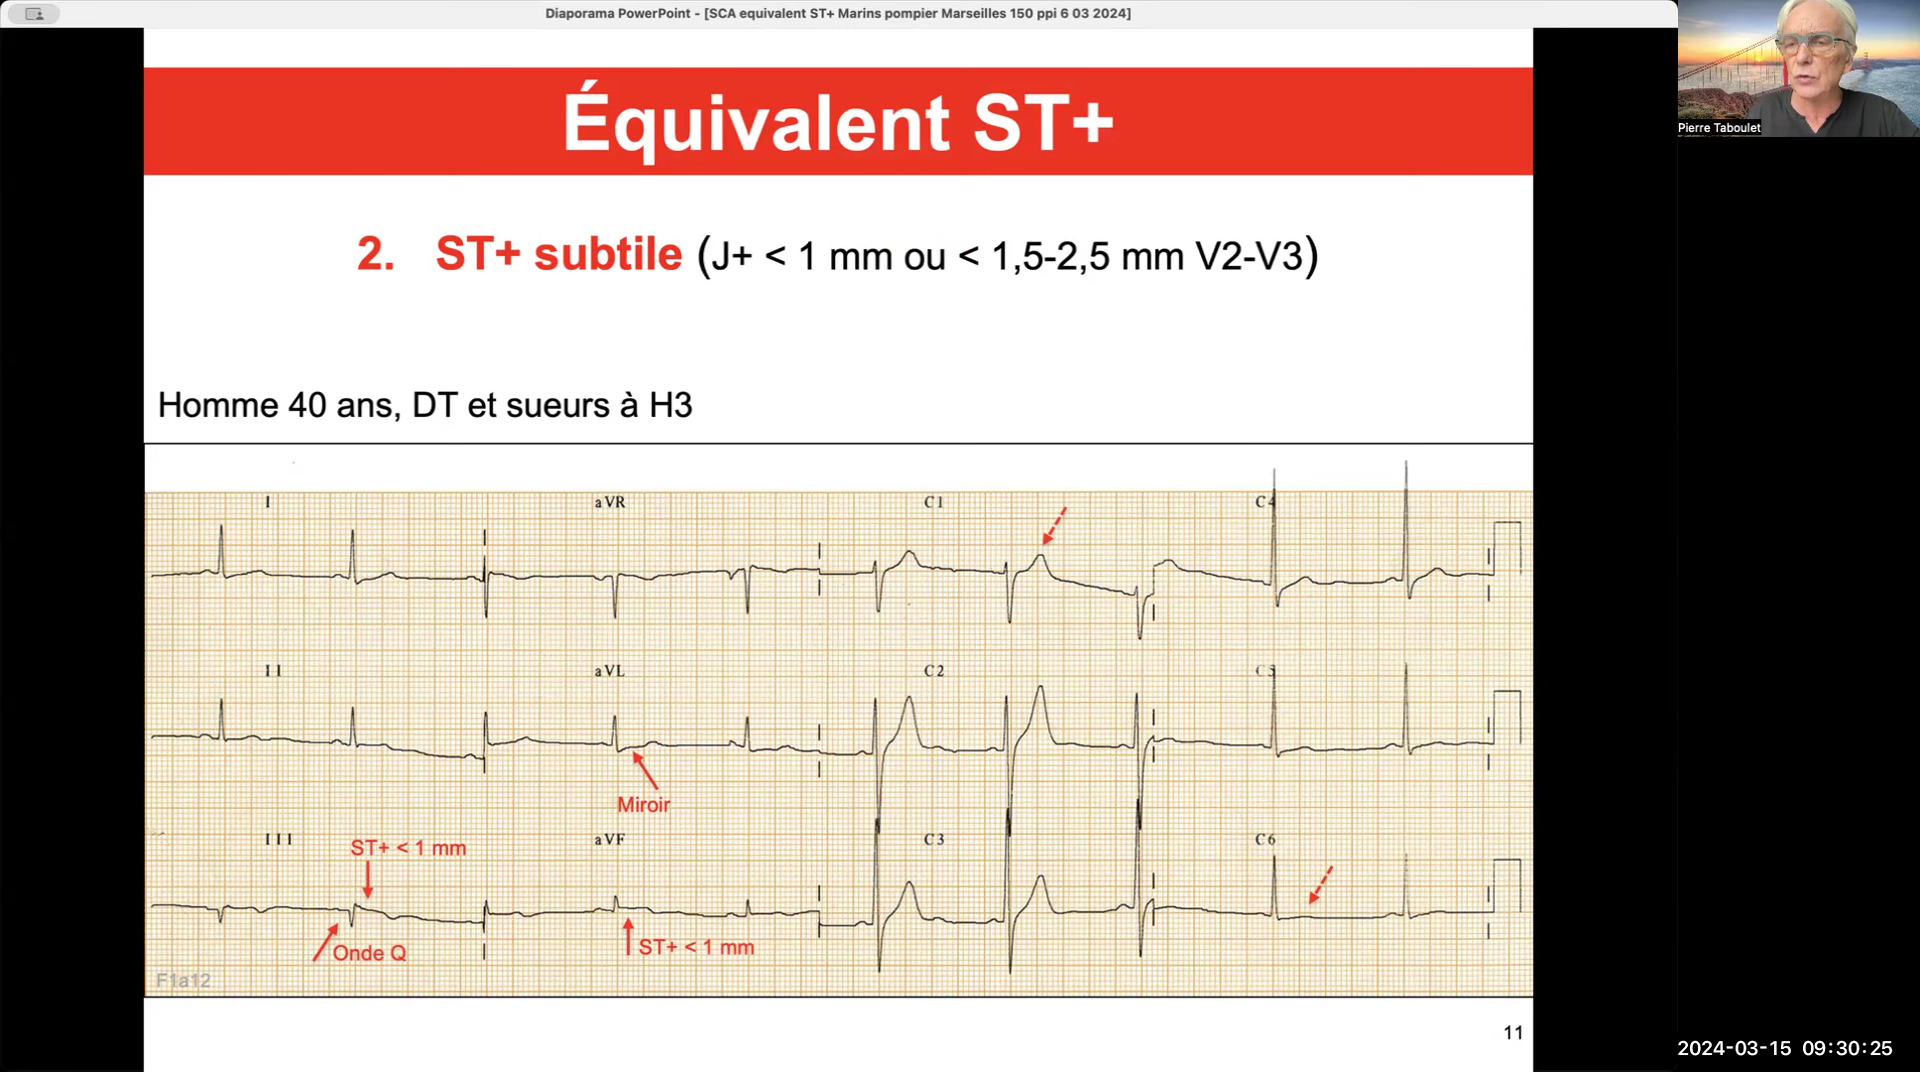 Diaporama PowerPoint - [SCA equivalent ST+ Marins pompier Marseilles 150 ppi 6 03 2024]
Pierre Taboulet
Équivalent ST+
2. ST+ subtile (J+ < 1 mm ou < 1,5-2,5 mm V2-V3)
Homme 40 ans, DT et sueurs à H3
I aVR C1 C4
II aVL C2 C5
Miroir
III aVF C3 C6
ST+ < 1 mm
Onde Q
ST+ < 1 mm
F1a12
11
2024-03-15 09:30:25